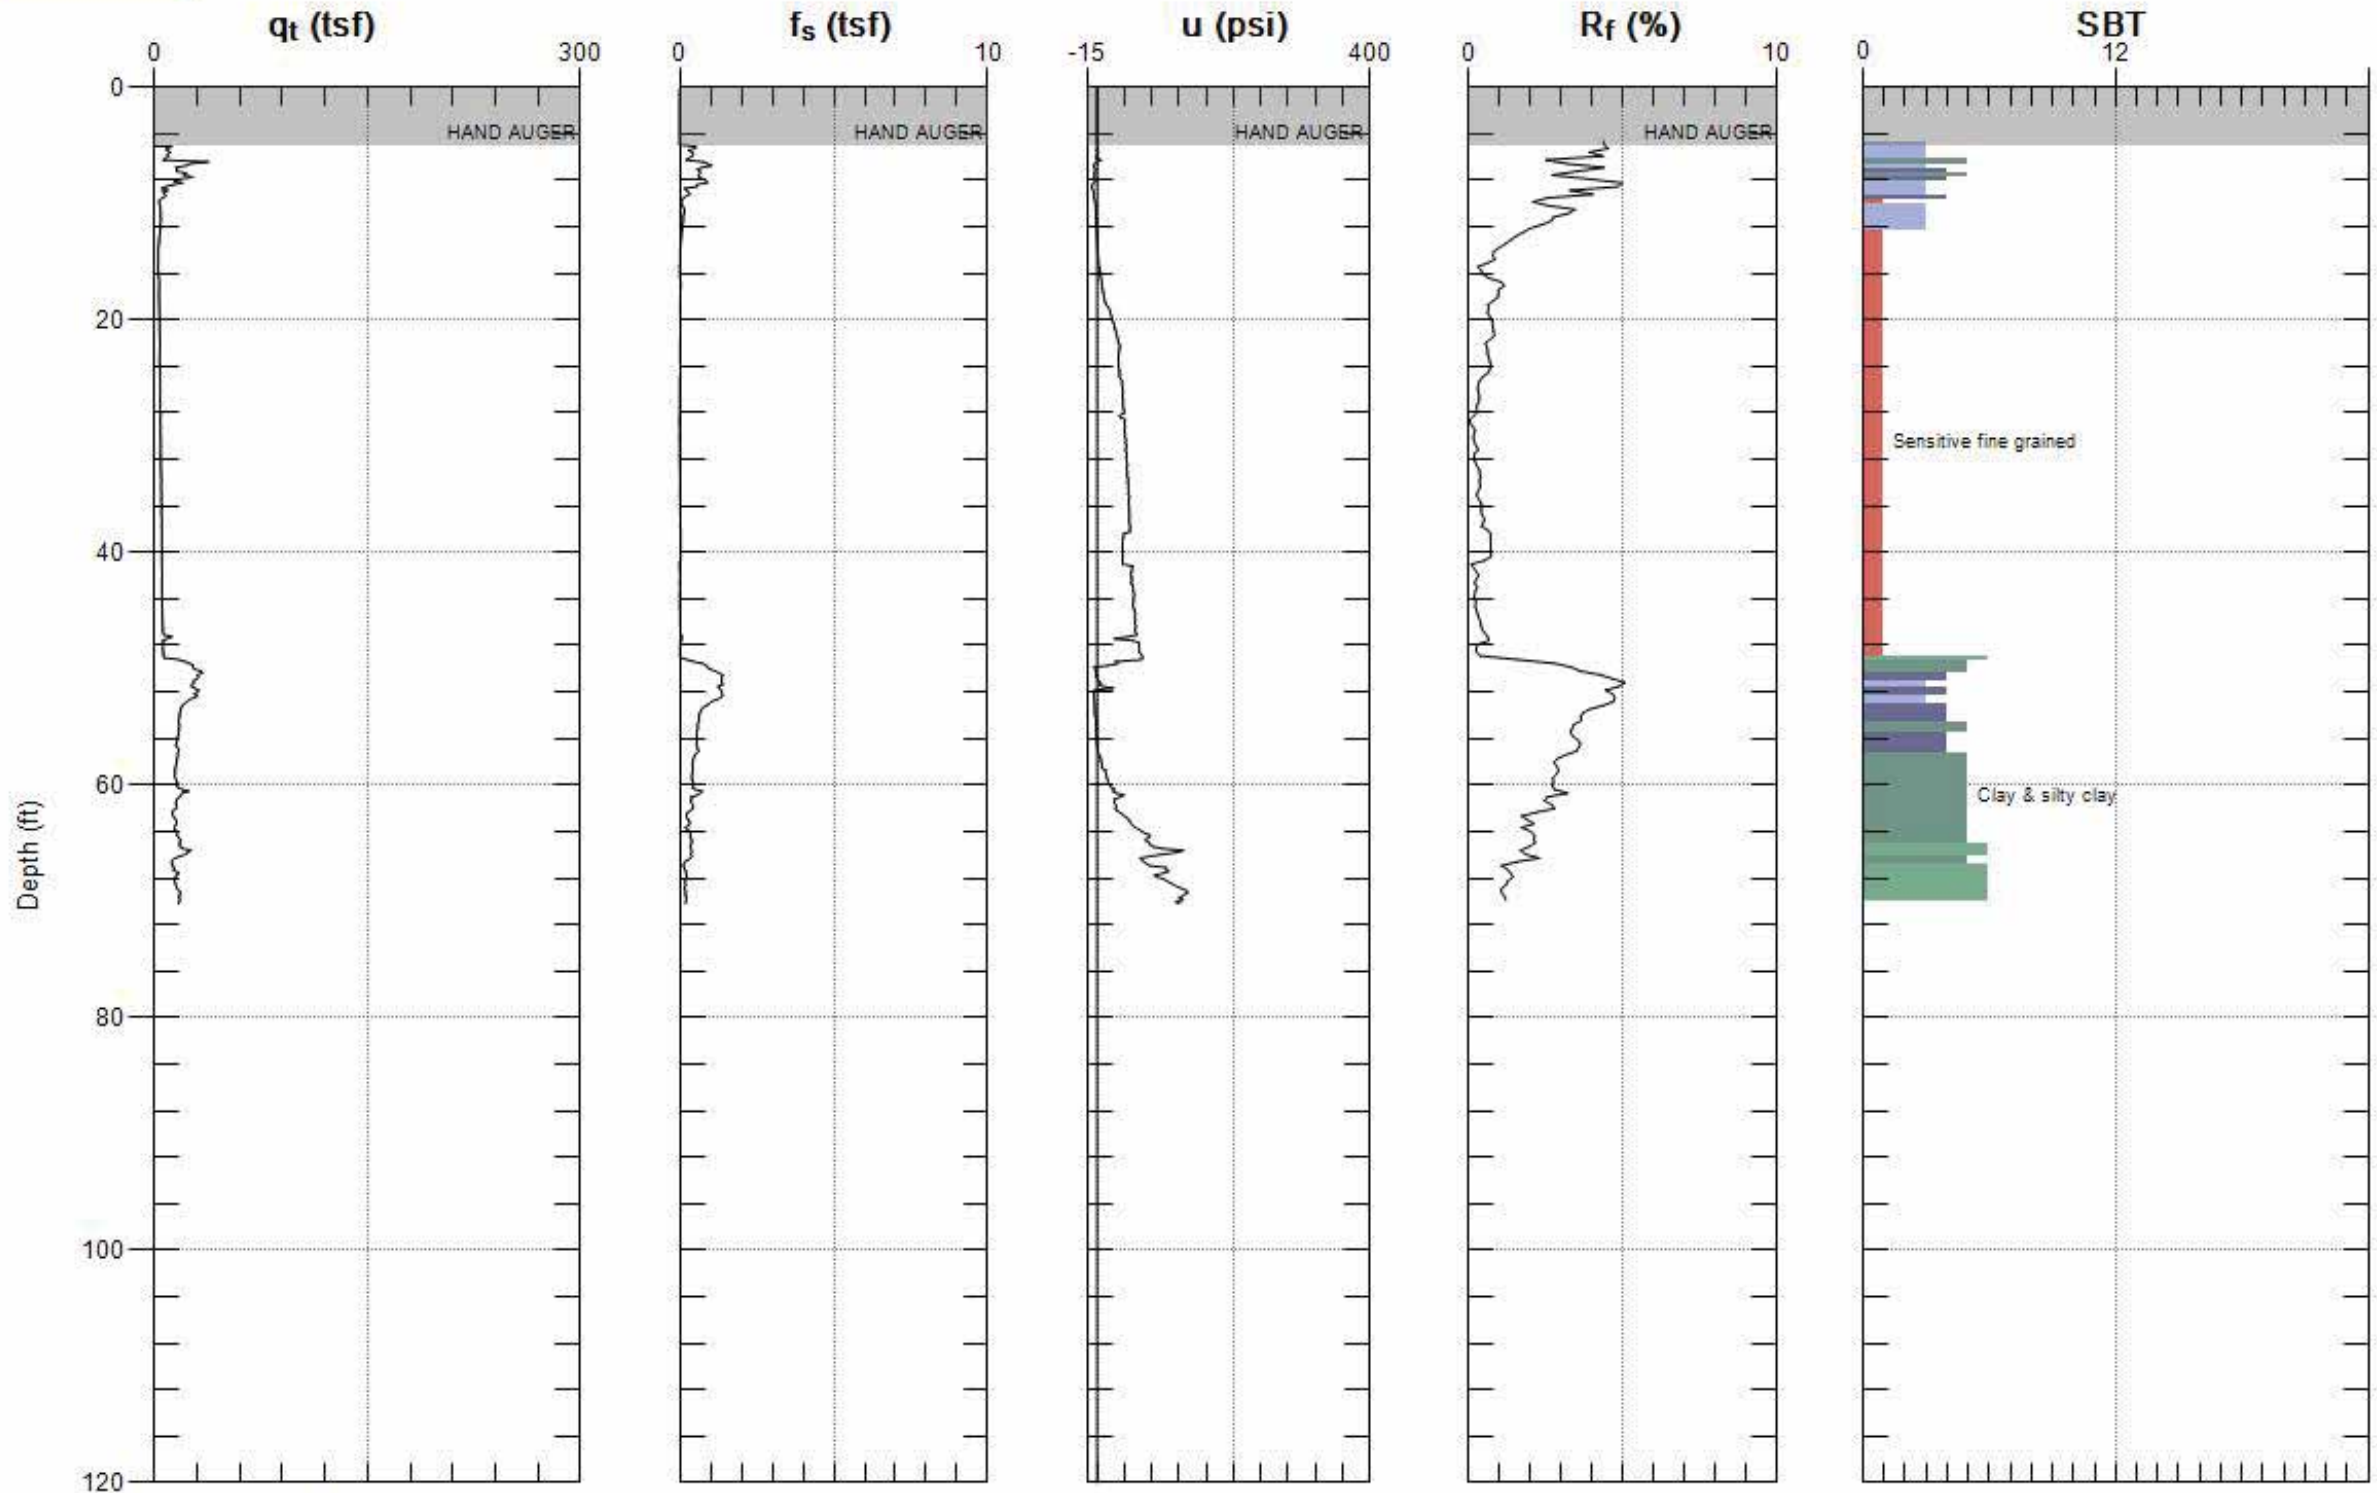 qt (tsf) fs (tsf) u (psi) Rf (%) SBT
0 300 0 10 -15 400 0 10 0 12
0
HAND AUGER HAND AUGER HAND AUGER HAND AUGER
20
Sensitive fine grained
40
60
Clay & silty clay
Depth (ft)
80
100
120